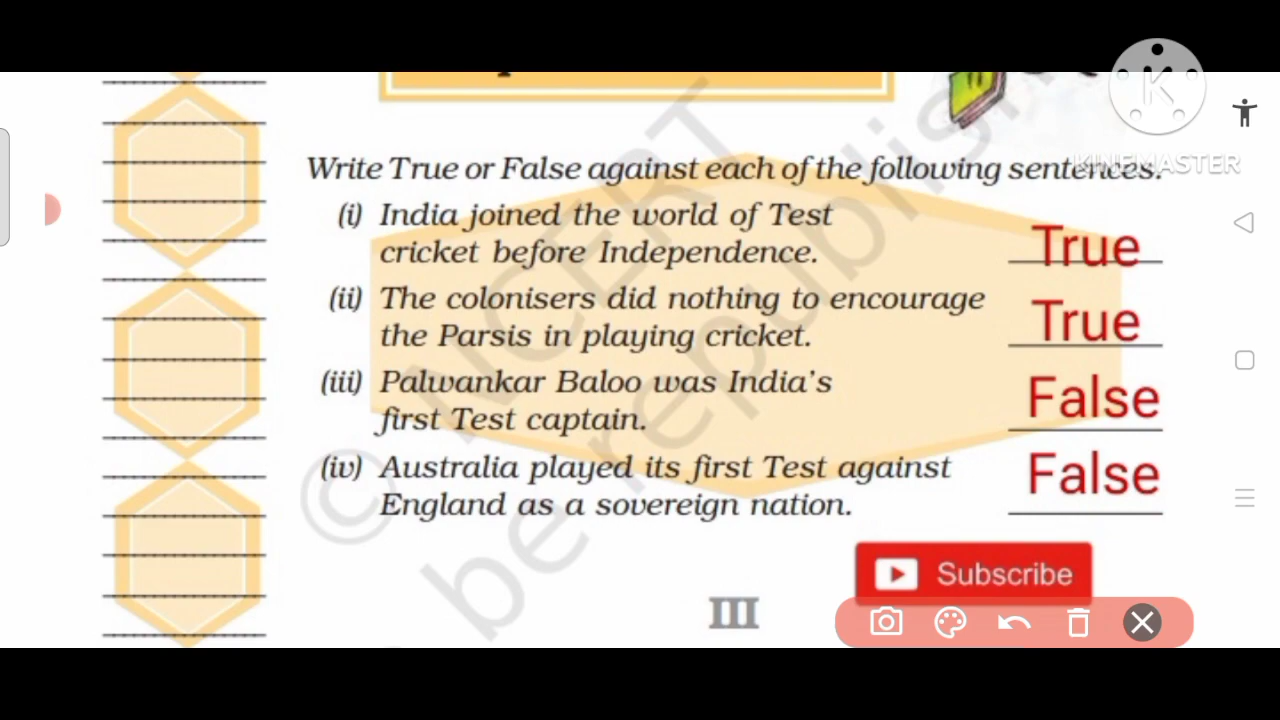 K
KINEMASTER
Write True or False against each of the following sentences.
(i) India joined the world of Test
cricket before Independence. True
(ii) The colonisers did nothing to encourage
the Parsis in playing cricket. True
(iii) Palwankar Baloo was India's
first Test captain. False
(iv) Australia played its first Test against
England as a sovereign nation. False
© NCERT
be republish
Subscribe
III